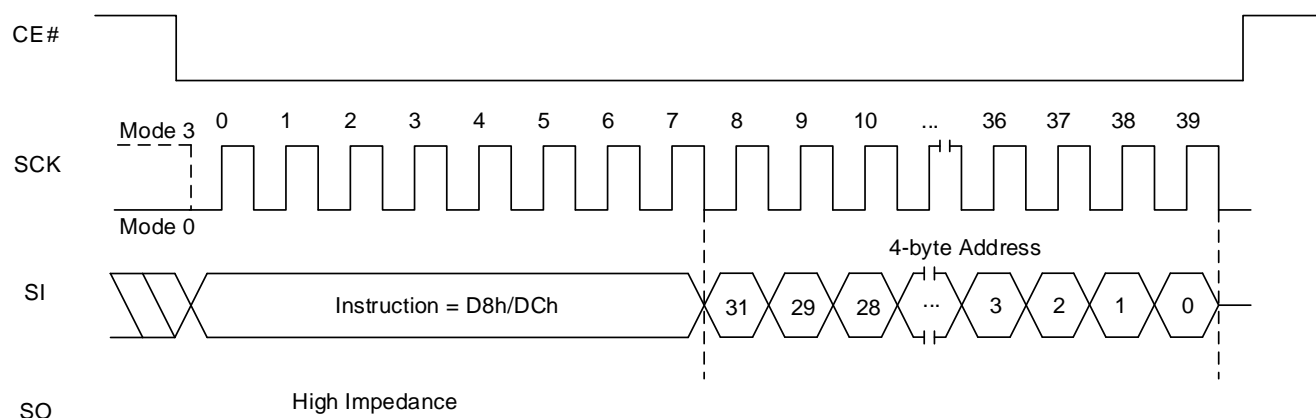 CE#
Mode 3
0 1 2 3 4 5 6 7 8 9 10 ... 36 37 38 39
SCK
Mode 0
4-byte Address
SI
Instruction = D8h/DCh
31 29 28 ... 3 2 1 0
High Impedance
SO